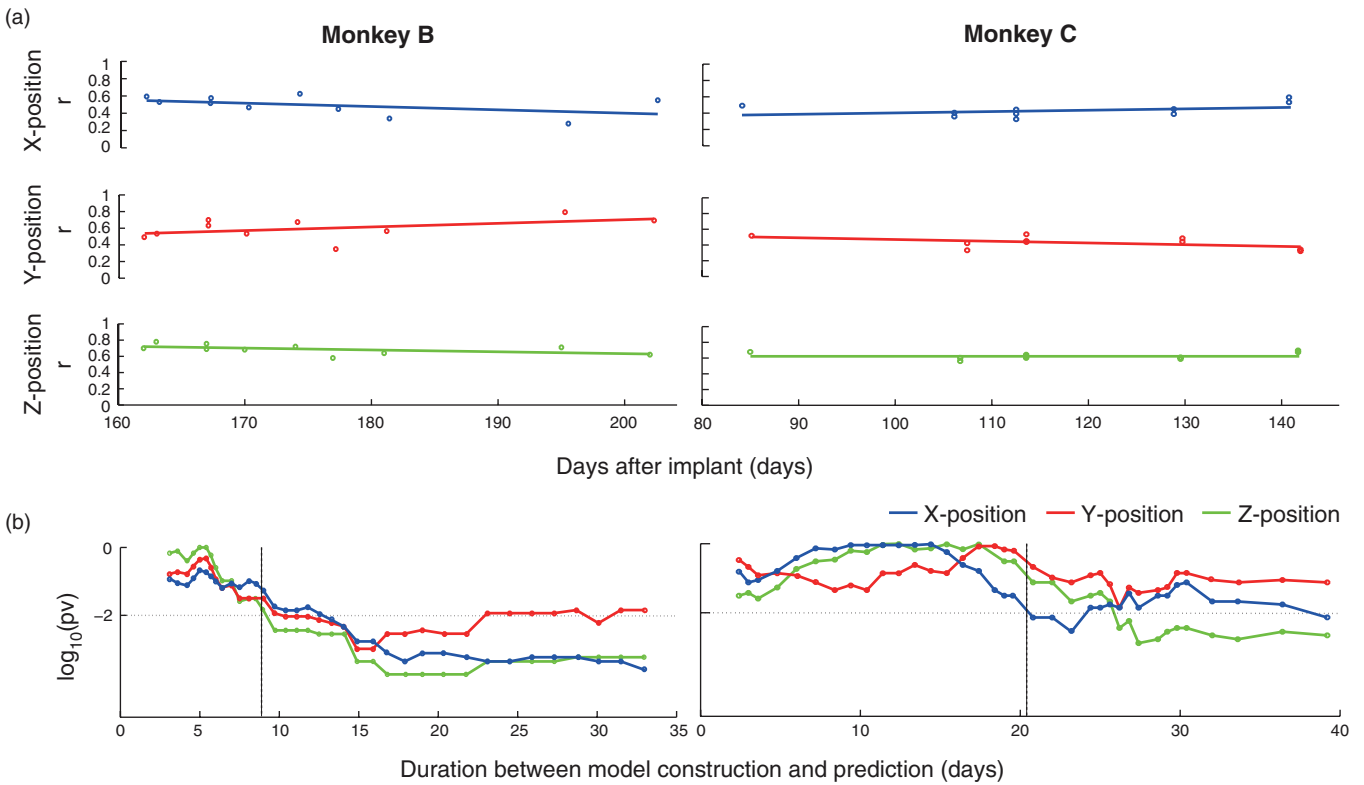 (a)
Monkey B
Monkey C
X-position
r
1
0.8
0.6
0.4
0.2
0
Y-position
r
1
0.8
0.6
0.4
0.2
0
Z-position
r
1
0.8
0.6
0.4
0.2
0
160 170 180 190 200
80 90 100 110 120 130 140
Days after implant (days)
(b)
X-position Y-position Z-position
log10(pv)
0
−2
0 5 10 15 20 25 30 35
0 10 20 30 40
Duration between model construction and prediction (days)